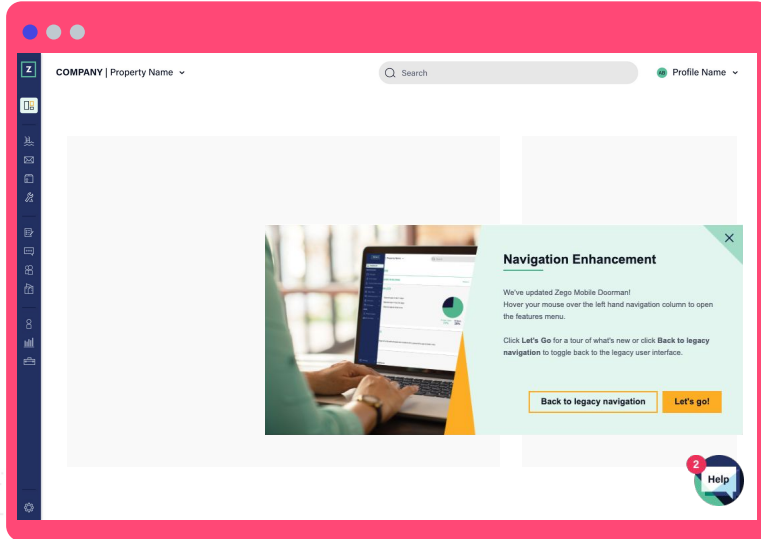 Z
COMPANY | Property Name
Search
AB
Profile Name
Navigation Enhancement
We've updated Zego Mobile Doorman!
Hover your mouse over the left hand navigation column to open
the features menu.
Click Let's Go for a tour of what's new or click Back to legacy
navigation to toggle back to the legacy user interface.
Back to legacy navigation
Let's go!
2
Help